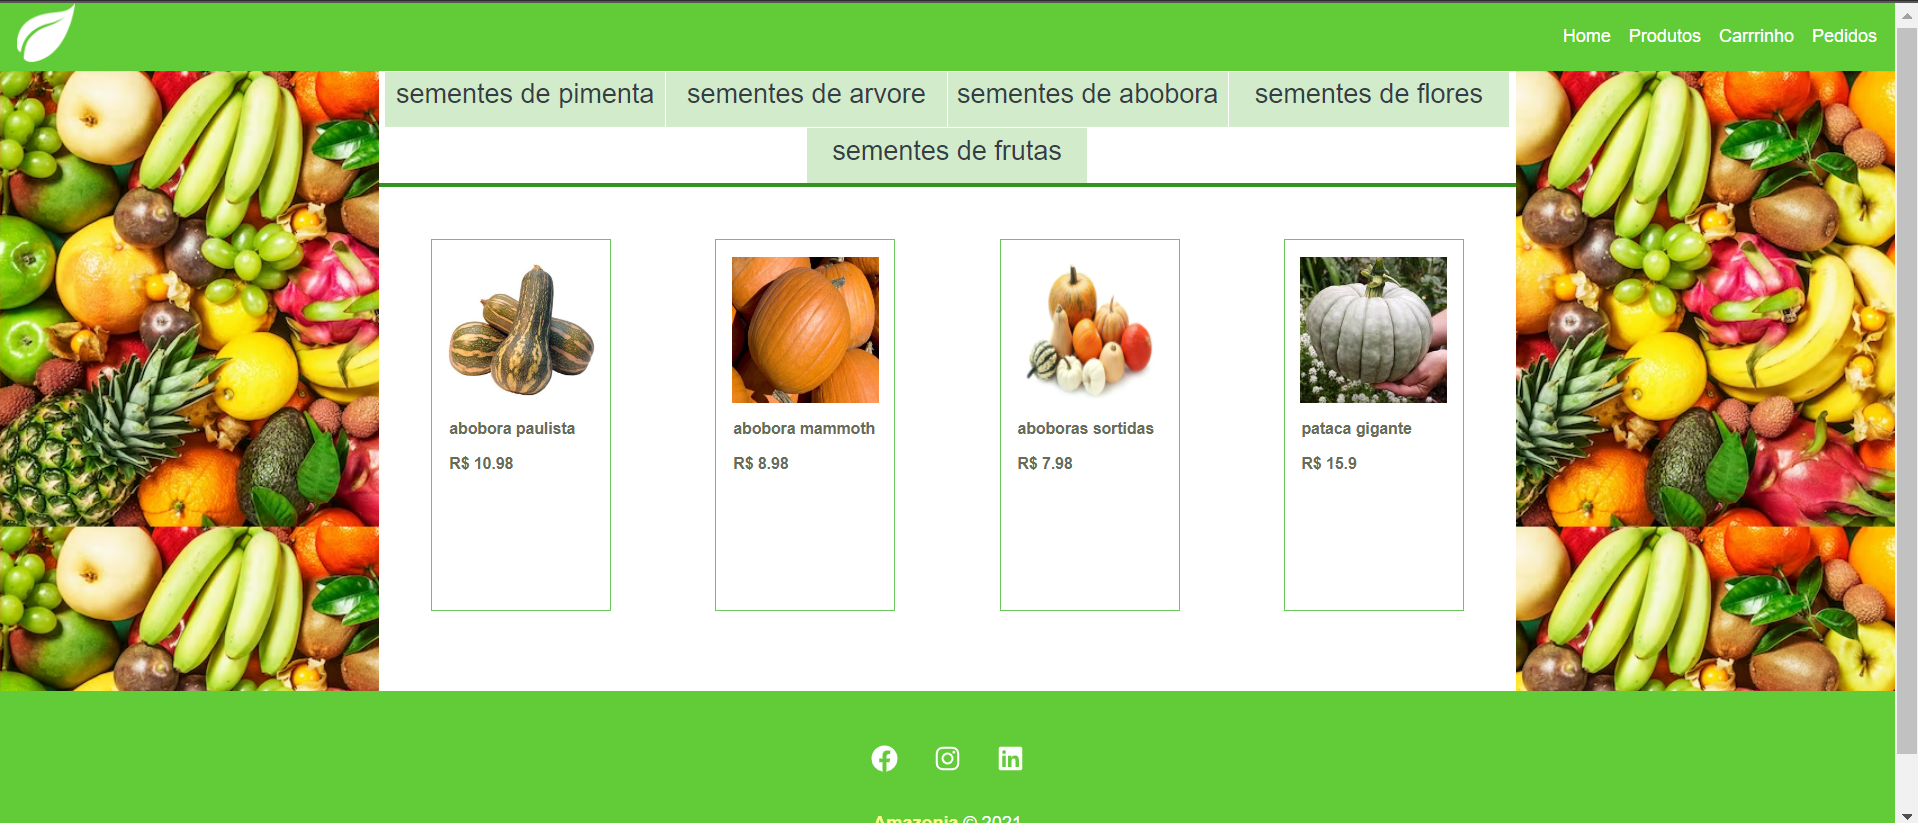 Home Produtos Carrrinho Pedidos
sementes de pimenta sementes de arvore sementes de abobora sementes de flores
sementes de frutas
abobora paulista abobora mammoth aboboras sortidas pataca gigante
R$ 10.98 R$ 8.98 R$ 7.98 R$ 15.9
Amazonia © 2021